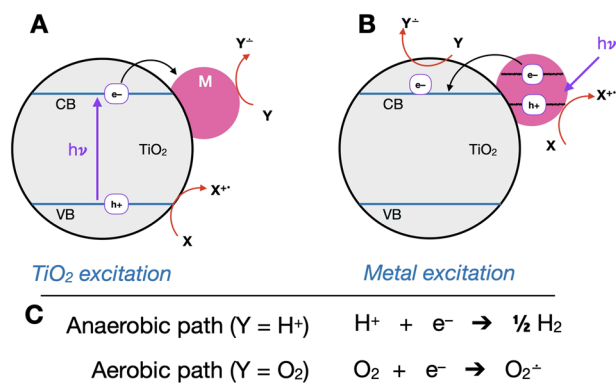 A
B
Y⁻•
M
e–
CB
Y
hν
TiO₂
X⁺•
VB
h+
X
TiO₂ excitation
Y⁻•
Y
hν
e–
e–
CB
h+
X⁺•
X
TiO₂
VB
Metal excitation
C
Anaerobic path (Y = H⁺) H⁺ + e⁻ ➔ ½ H₂
Aerobic path (Y = O₂) O₂ + e⁻ ➔ O₂⁻•